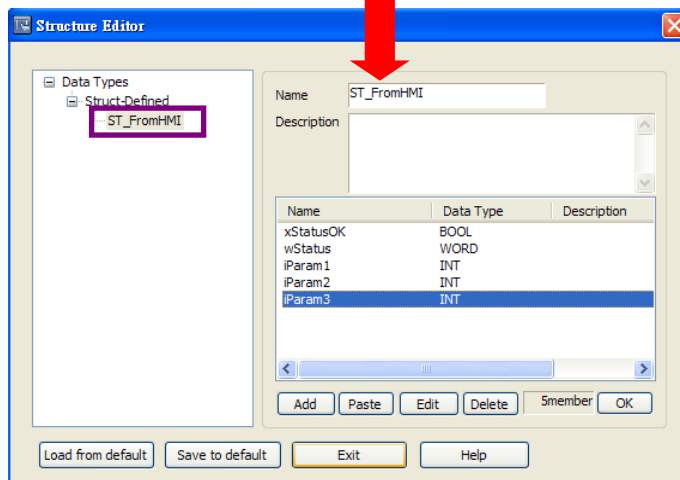 Structure Editor
Data Types
Struct-Defined
ST_FromHMI
Name ST_FromHMI
Description
Name Data Type Description
xStatusOK BOOL
wStatus WORD
iParam1 INT
iParam2 INT
iParam3 INT
Add Paste Edit Delete 5member OK
Load from default Save to default Exit Help